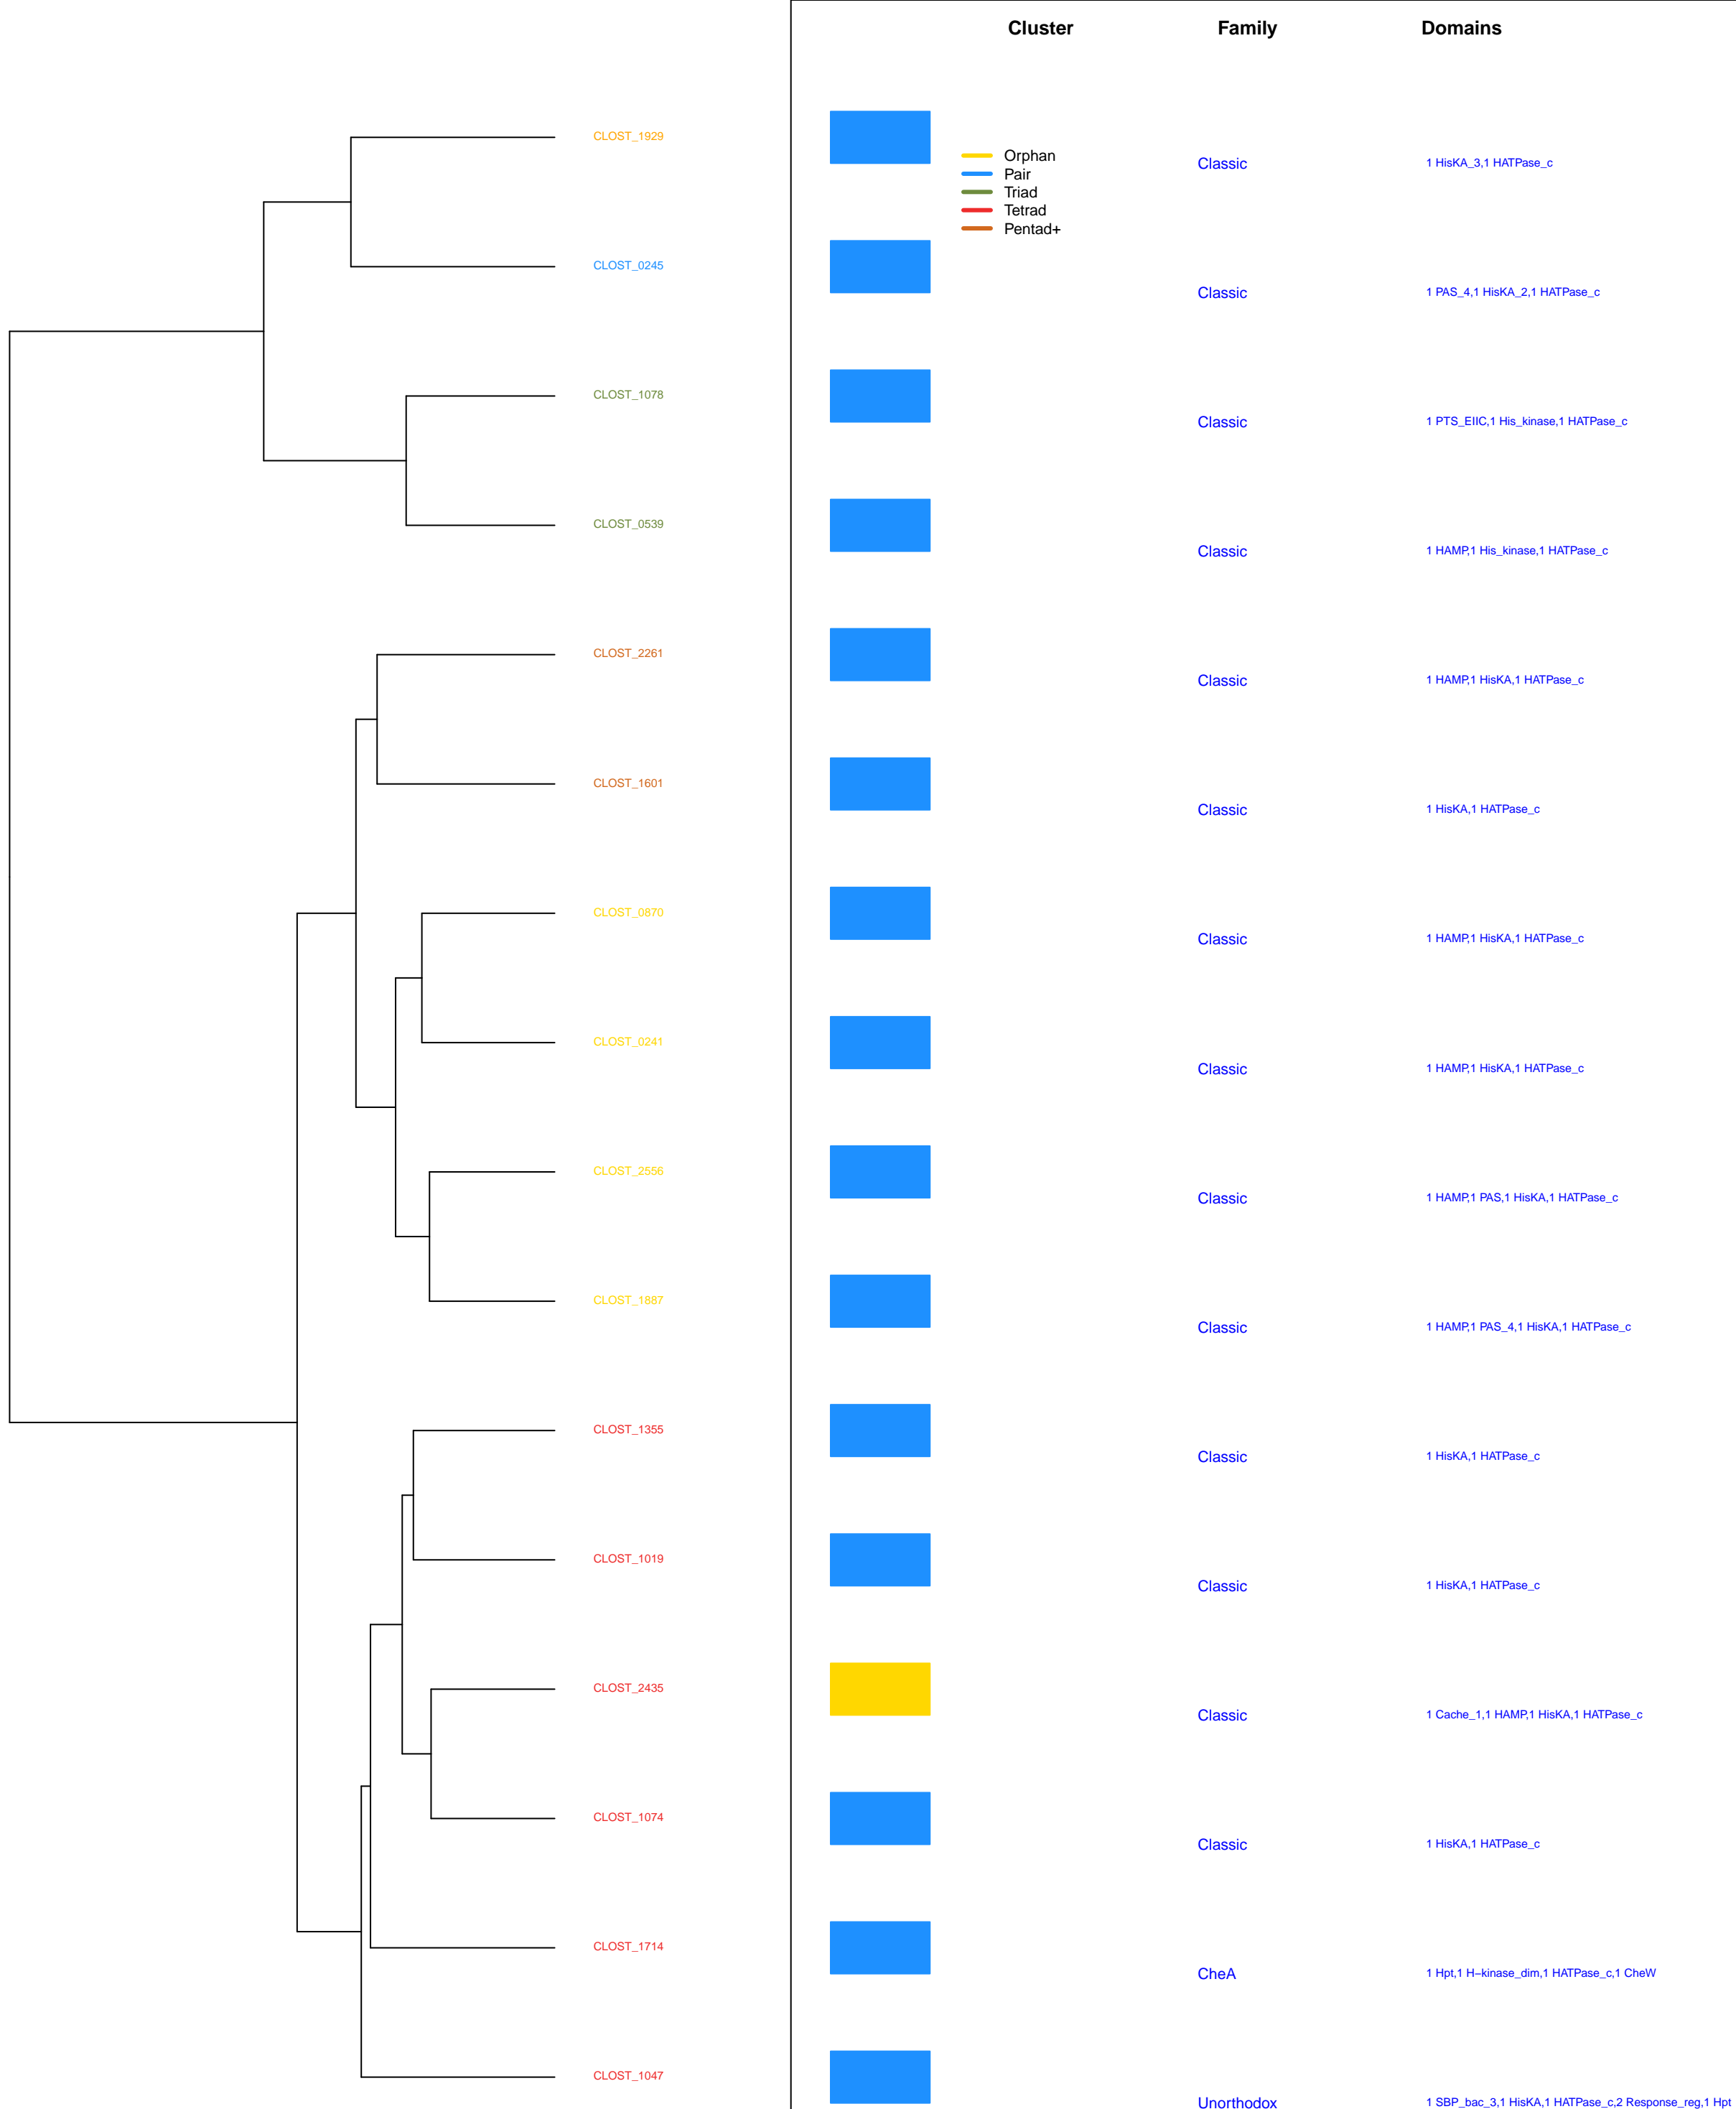 Cluster Family Domains
CLOST_1929
Orphan
Classic 1 HisKA_3,1 HATPase_c
Pair
Triad
Tetrad
Pentad+
CLOST_0245
Classic 1 PAS_4,1 HisKA_2,1 HATPase_c
CLOST_1078
Classic 1 PTS_EIIC,1 His_kinase,1 HATPase_c
CLOST_0539
Classic 1 HAMP,1 His_kinase,1 HATPase_c
CLOST_2261
Classic 1 HAMP,1 HisKA,1 HATPase_c
CLOST_1601
Classic 1 HisKA,1 HATPase_c
CLOST_0870
Classic 1 HAMP,1 HisKA,1 HATPase_c
CLOST_0241
Classic 1 HAMP,1 HisKA,1 HATPase_c
CLOST_2556
Classic 1 HAMP,1 PAS,1 HisKA,1 HATPase_c
CLOST_1887
Classic 1 HAMP,1 PAS_4,1 HisKA,1 HATPase_c
CLOST_1355
Classic 1 HisKA,1 HATPase_c
CLOST_1019
Classic 1 HisKA,1 HATPase_c
CLOST_2435
Classic 1 Cache_1,1 HAMP,1 HisKA,1 HATPase_c
CLOST_1074
Classic 1 HisKA,1 HATPase_c
CLOST_1714
CheA 1 Hpt,1 H−kinase_dim,1 HATPase_c,1 CheW
CLOST_1047
Unorthodox 1 SBP_bac_3,1 HisKA,1 HATPase_c,2 Response_reg,1 Hpt